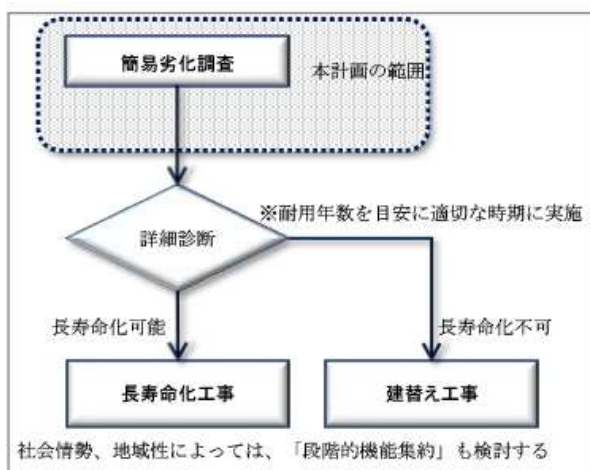 簡易劣化調査
本計画の範囲
※耐用年数を目安に適切な時期に実施
詳細診断
長寿命化可能
長寿命化不可
長寿命化工事
建替え工事
社会情勢、地域性によっては、「段階的機能集約」も検討する